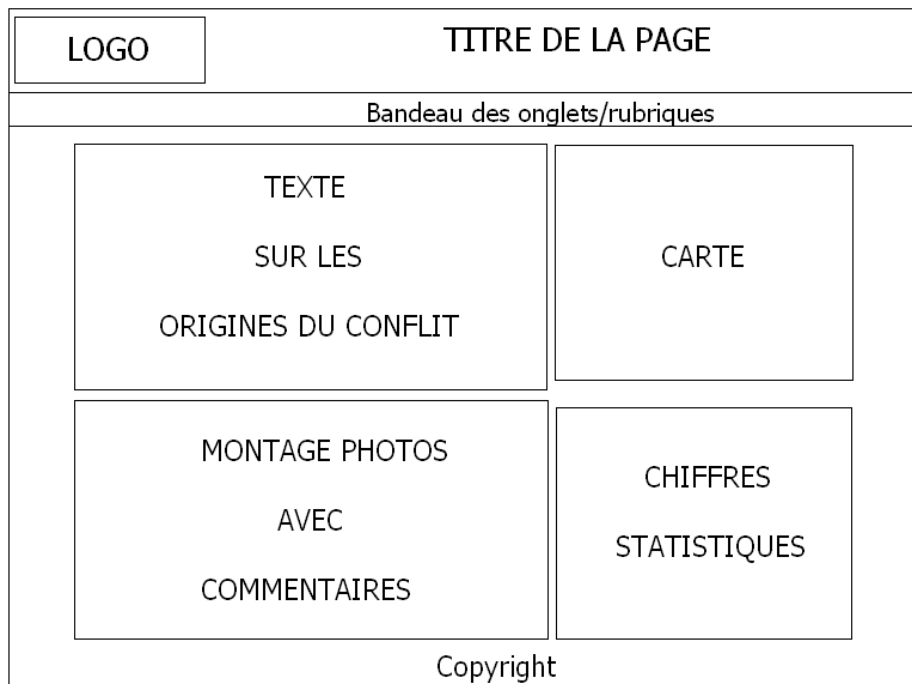 LOGO
TITRE DE LA PAGE
Bandeau des onglets/rubriques
TEXTE
SUR LES
ORIGINES DU CONFLIT
CARTE
MONTAGE PHOTOS
AVEC
COMMENTAIRES
CHIFFRES
STATISTIQUES
Copyright